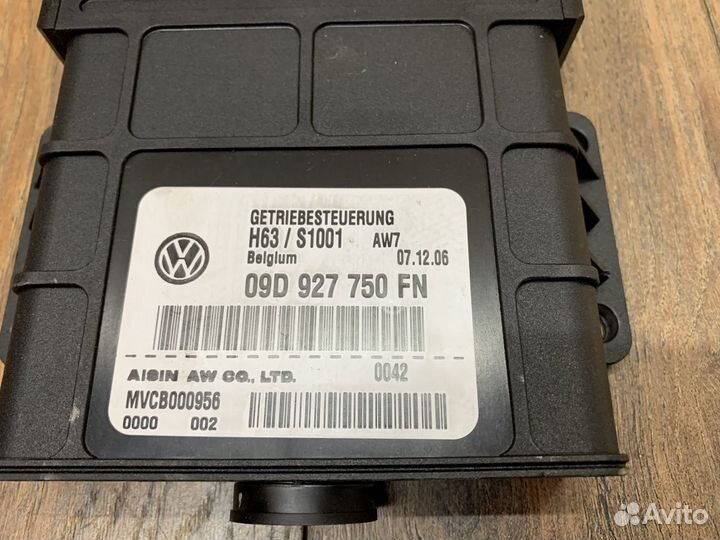 GETRIEBESTEUERUNG
H63 / S1001 AW7
Belgium 07.12.06
09D 927 750 FN
AISIN AW CO., LTD. 0042
MVCB000956
0000 002
Avito